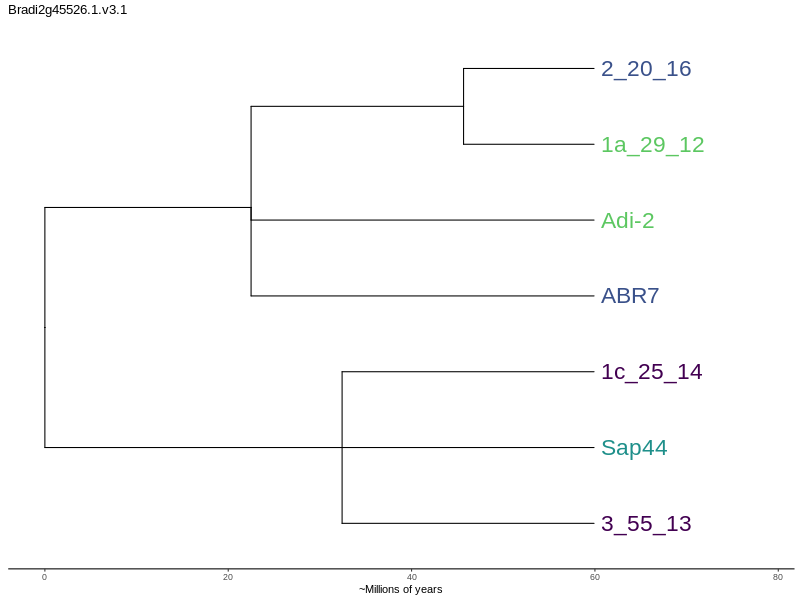 Bradi2g45526.1.v3.1
2_20_16
1a_29_12
Adi-2
ABR7
1c_25_14
Sap44
3_55_13
0 20 40 60 80
~Millions of years